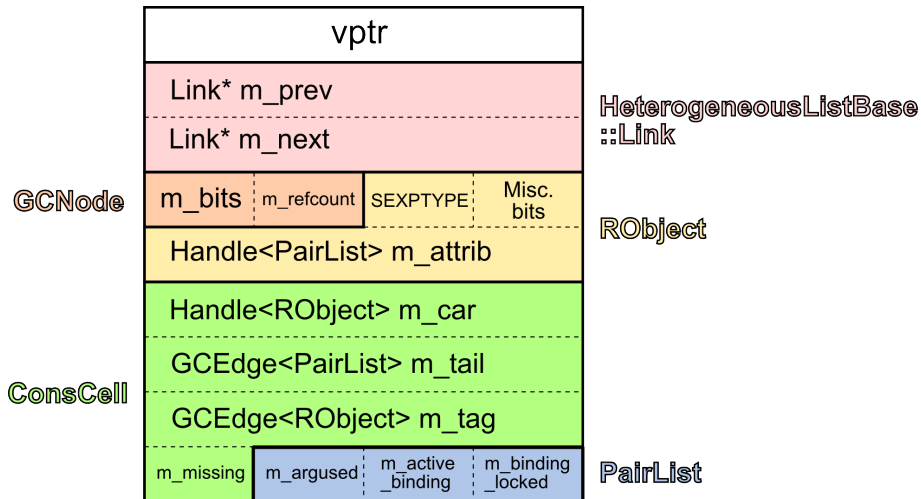 vptr
Link* m_prev
Link* m_next
HeterogeneousListBase
::Link
GCNode
m_bits
m_refcount
SEXPTYPE
Misc.
bits
RObject
Handle<PairList> m_attrib
Handle<RObject> m_car
GCEdge<PairList> m_tail
ConsCell
GCEdge<RObject> m_tag
m_missing
m_argused
m_active
_binding
m_binding
_locked
PairList